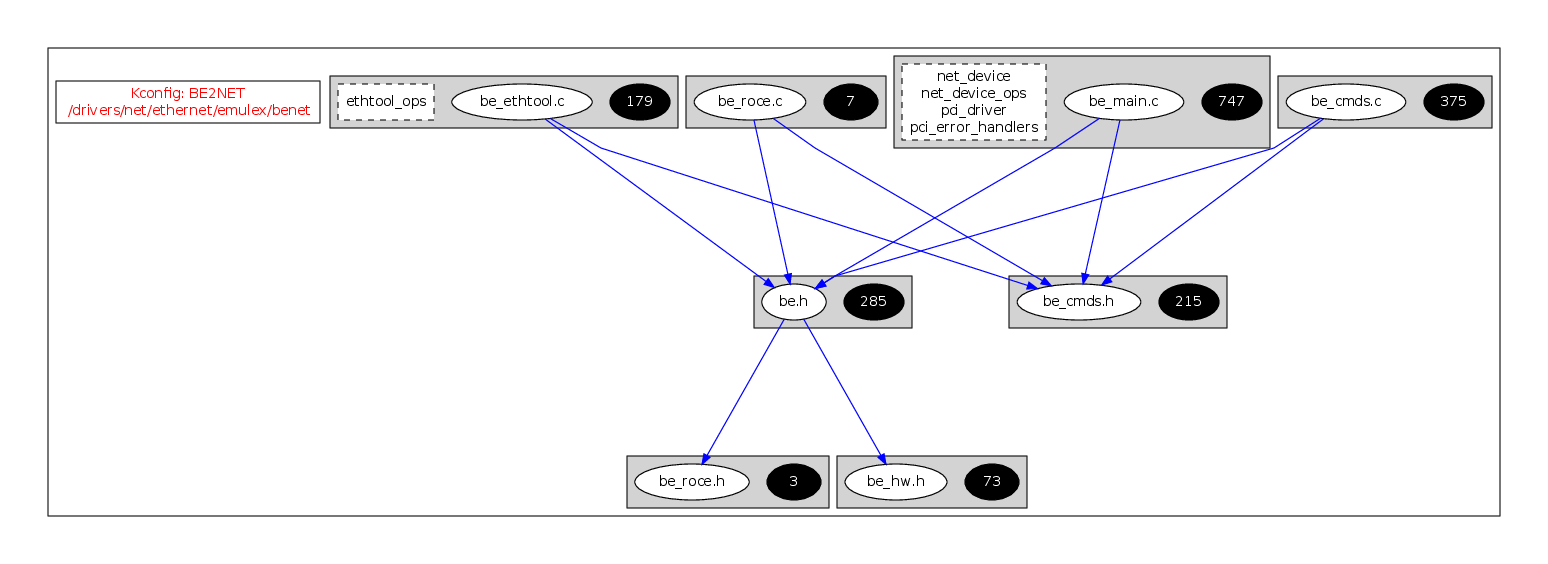 Kconfig: BE2NET
/drivers/net/ethernet/emulex/benet
ethtool_ops
be_ethtool.c
179
be_roce.c
7
net_device
net_device_ops
pci_driver
pci_error_handlers
be_main.c
747
be_cmds.c
375
be.h
285
be_cmds.h
215
be_roce.h
3
be_hw.h
73